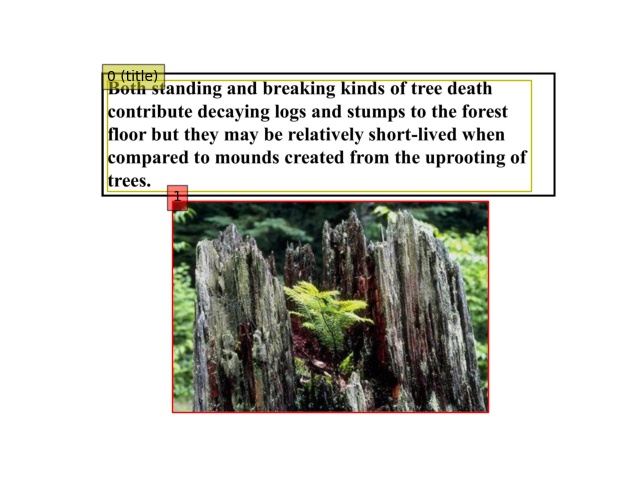 0 (title)
Both standing and breaking kinds of tree death
contribute decaying logs and stumps to the forest
floor but they may be relatively short-lived when
compared to mounds created from the uprooting of
trees.
1